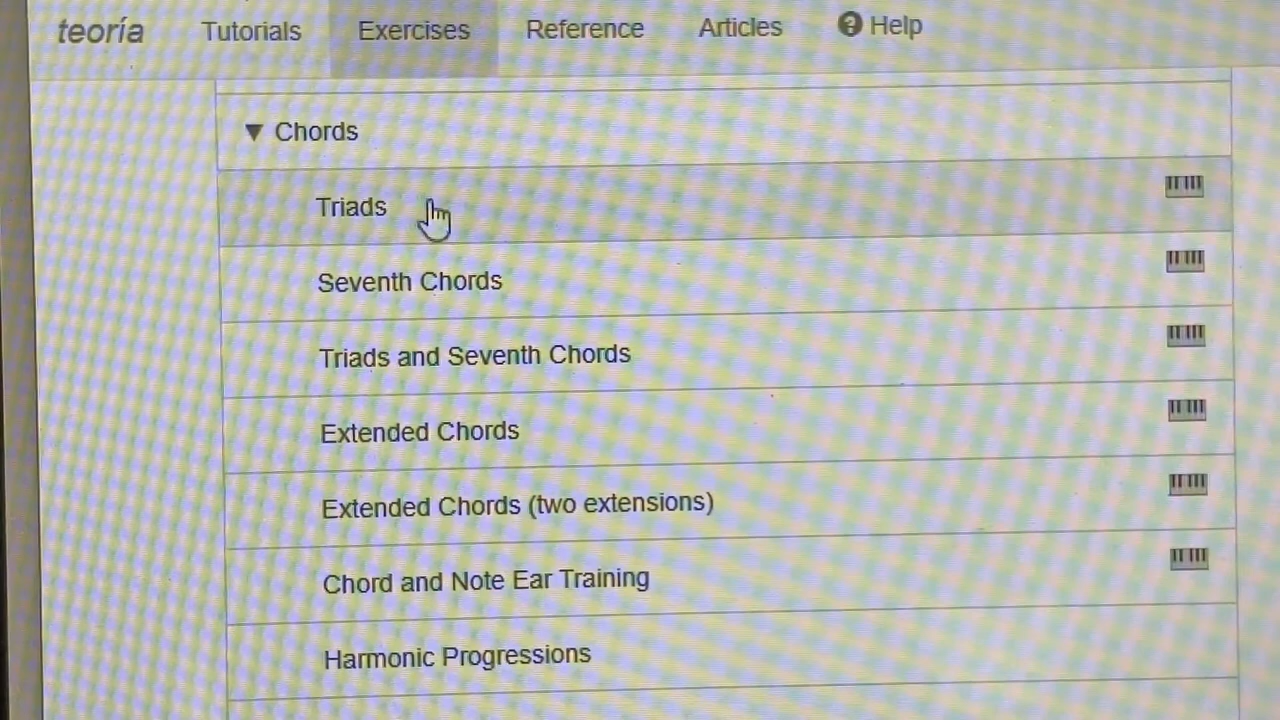 teoría Tutorials Exercises Reference Articles ? Help
▼ Chords
Triads
Seventh Chords
Triads and Seventh Chords
Extended Chords
Extended Chords (two extensions)
Chord and Note Ear Training
Harmonic Progressions